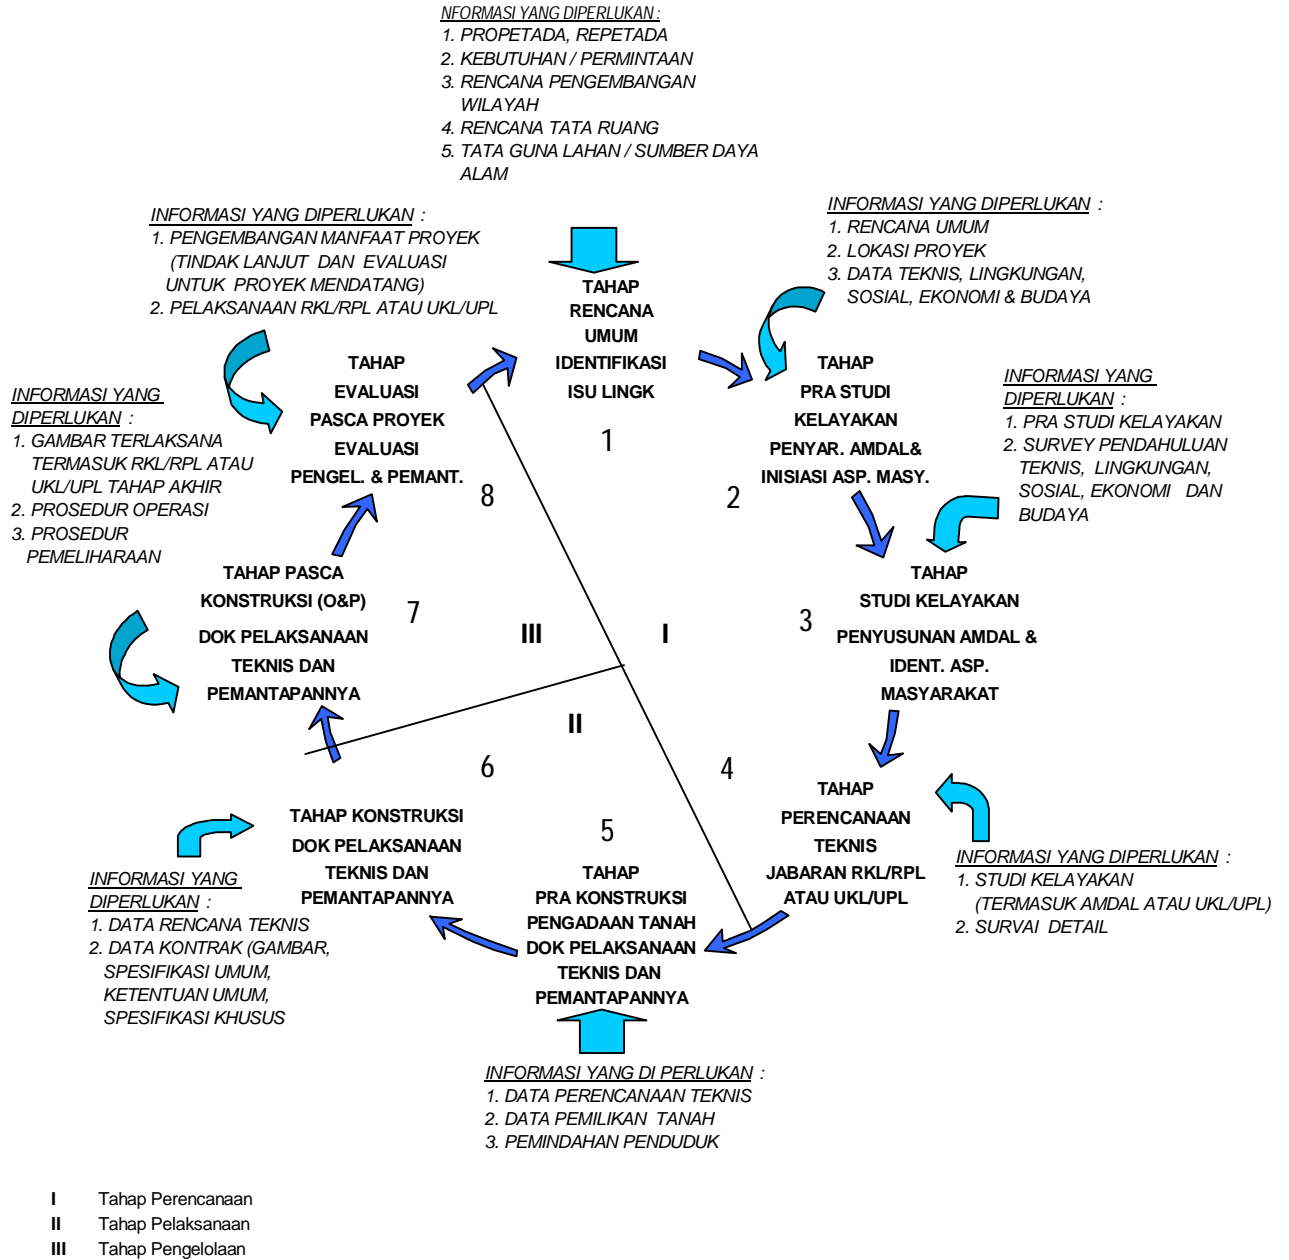 NFORMASI YANG DIPERLUKAN :
1. PROPETADA, REPETADA
2. KEBUTUHAN / PERMINTAAN
3. RENCANA PENGEMBANGAN
WILAYAH
4. RENCANA TATA RUANG
5. TATA GUNA LAHAN / SUMBER DAYA
ALAM
TAHAP
RENCANA
UMUM
IDENTIFIKASI
ISU LINGK
1
INFORMASI YANG DIPERLUKAN :
1. RENCANA UMUM
2. LOKASI PROYEK
3. DATA TEKNIS, LINGKUNGAN,
SOSIAL, EKONOMI & BUDAYA
TAHAP
PRA STUDI
KELAYAKAN
PENYAR. AMDAL&
INISIASI ASP. MASY.
2
INFORMASI YANG
DIPERLUKAN :
1. PRA STUDI KELAYAKAN
2. SURVEY PENDAHULUAN
TEKNIS, LINGKUNGAN,
SOSIAL, EKONOMI DAN
BUDAYA
TAHAP
STUDI KELAYAKAN
PENYUSUNAN AMDAL &
IDENT. ASP.
MASYARAKAT
3
TAHAP
PERENCANAAN
TEKNIS
JABARAN RKL/RPL
ATAU UKL/UPL
4
INFORMASI YANG DIPERLUKAN :
1. STUDI KELAYAKAN
(TERMASUK AMDAL ATAU UKL/UPL)
2. SURVAI DETAIL
5
TAHAP
PRA KONSTRUKSI
PENGADAAN TANAH
DOK PELAKSANAAN
TEKNIS DAN
PEMANTAPANNYA
INFORMASI YANG DI PERLUKAN :
1. DATA PERENCANAAN TEKNIS
2. DATA PEMILIKAN TANAH
3. PEMINDAHAN PENDUDUK
6
TAHAP KONSTRUKSI
DOK PELAKSANAAN
TEKNIS DAN
PEMANTAPANNYA
INFORMASI YANG
DIPERLUKAN :
1. DATA RENCANA TEKNIS
2. DATA KONTRAK (GAMBAR,
SPESIFIKASI UMUM,
KETENTUAN UMUM,
SPESIFIKASI KHUSUS
7
TAHAP PASCA
KONSTRUKSI (O&P)
DOK PELAKSANAAN
TEKNIS DAN
PEMANTAPANNYA
INFORMASI YANG
DIPERLUKAN :
1. GAMBAR TERLAKSANA
TERMASUK RKL/RPL ATAU
UKL/UPL TAHAP AKHIR
2. PROSEDUR OPERASI
3. PROSEDUR
PEMELIHARAAN
8
TAHAP
EVALUASI
PASCA PROYEK
EVALUASI
PENGEL. & PEMANT.
INFORMASI YANG DIPERLUKAN :
1. PENGEMBANGAN MANFAAT PROYEK
(TINDAK LANJUT DAN EVALUASI
UNTUK PROYEK MENDATANG)
2. PELAKSANAAN RKL/RPL ATAU UKL/UPL
III
I
II
I Tahap Perencanaan
II Tahap Pelaksanaan
III Tahap Pengelolaan